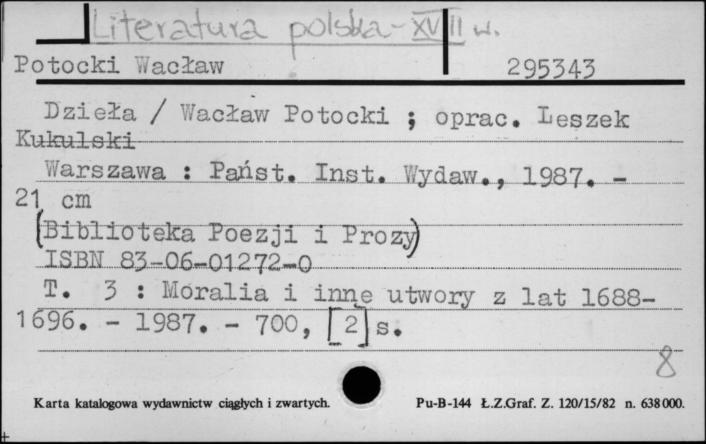 Literatura polska - XVII w.
Potocki Wacław 295343
Dzieła / Wacław Potocki ; oprac. Leszek
Kukulski
Warszawa : Państ. Inst. Wydaw., 1987. -
21 cm
(Biblioteka Poezji i Prozy)
ISBN 83-06-01272-0
T. 3 : Moralia i inne utwory z lat 1688-
1696. - 1987. - 700, [2] s.
8
Karta katalogowa wydawnictw ciągłych i zwartych. Pu-B-144 Ł.Z.Graf. Z. 120/15/82 n. 638000.